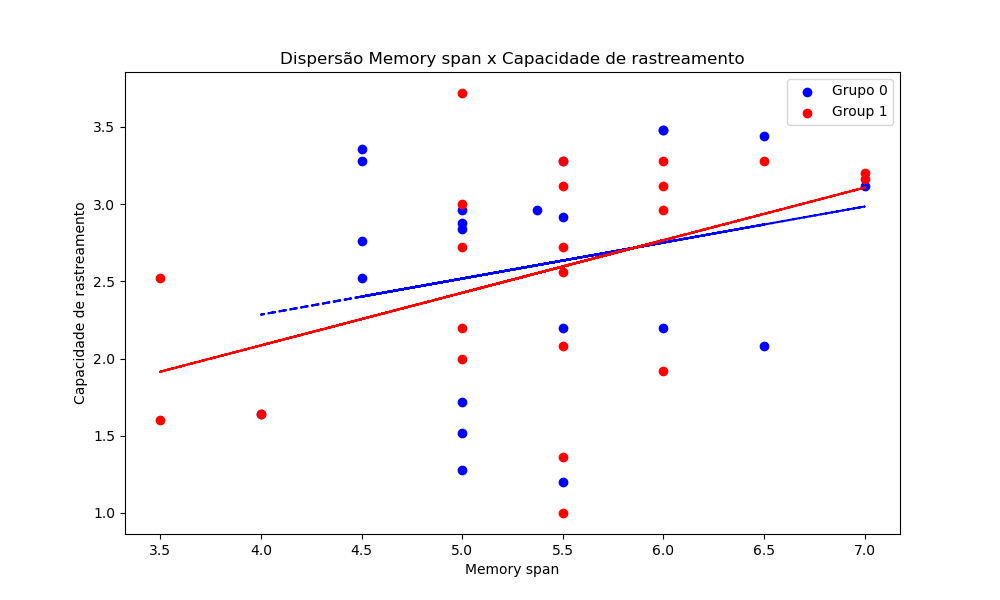 Dispersão Memory span x Capacidade de rastreamento
Grupo 0
Group 1
Capacidade de rastreamento
3.5
3.0
2.5
2.0
1.5
1.0
3.5 4.0 4.5 5.0 5.5 6.0 6.5 7.0
Memory span